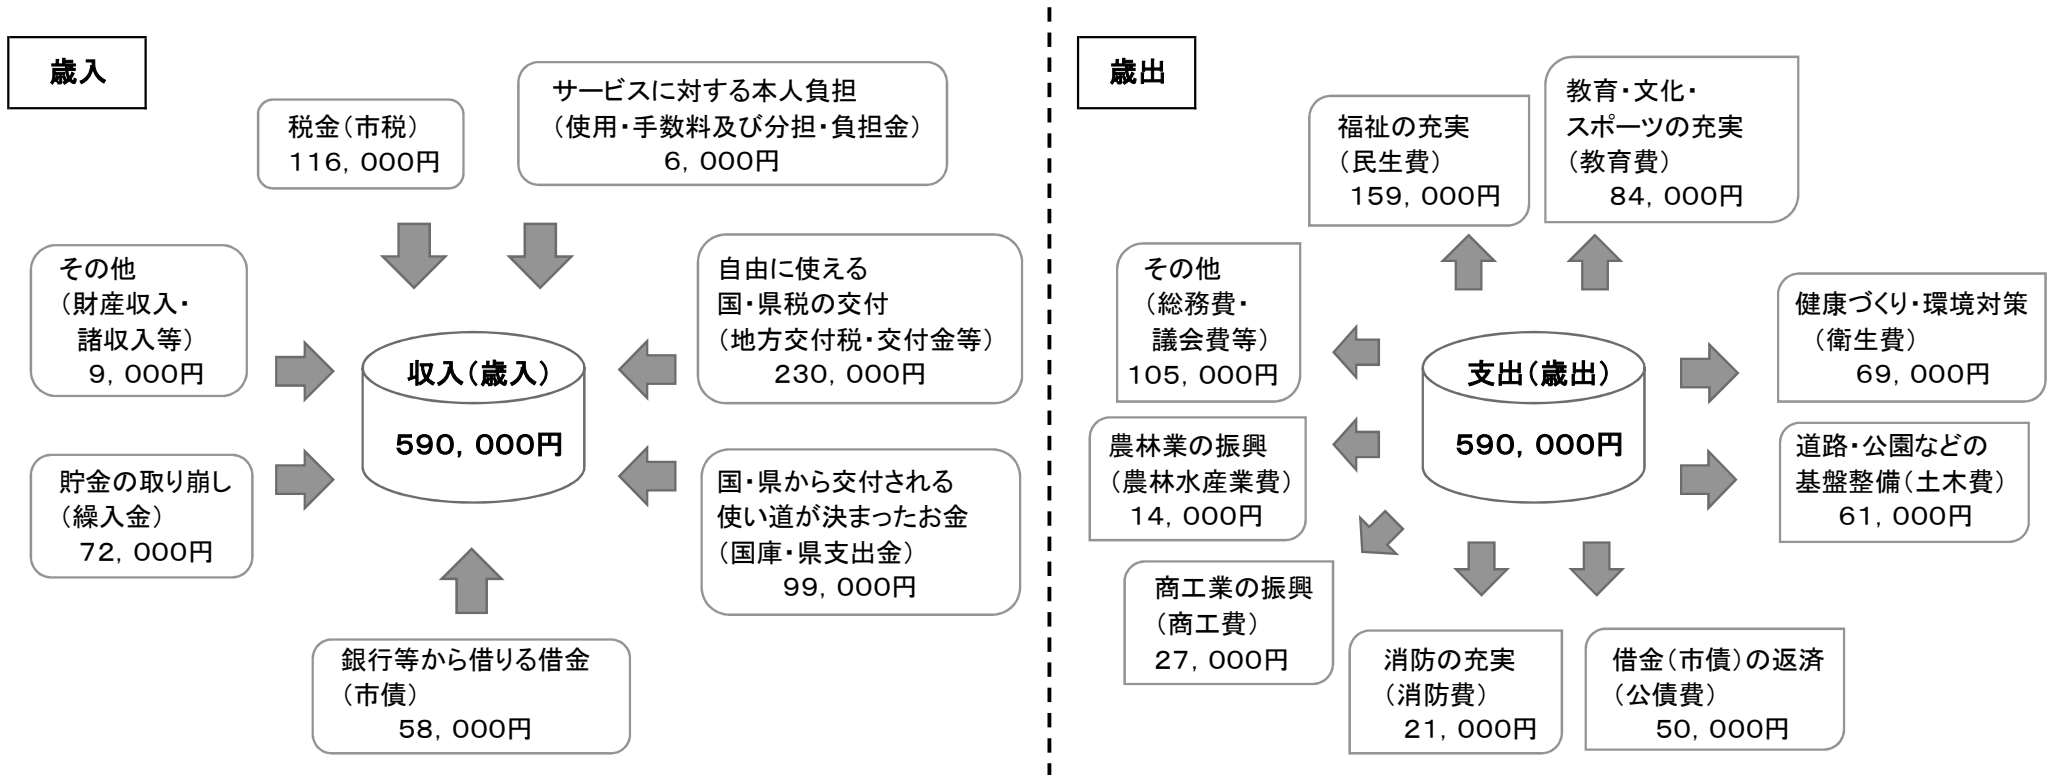 歳入
税金(市税)
116,000円
サービスに対する本人負担
(使用・手数料及び分担・負担金)
6,000円
その他
(財産収入・
諸収入等)
9,000円
自由に使える
国・県税の交付
(地方交付税・交付金等)
230,000円
収入(歳入)
590,000円
貯金の取り崩し
(繰入金)
72,000円
国・県から交付される
使い道が決まったお金
(国庫・県支出金)
99,000円
銀行等から借りる借金
(市債)
58,000円
歳出
福祉の充実
(民生費)
159,000円
教育・文化・
スポーツの充実
(教育費)
84,000円
その他
(総務費・
議会費等)
105,000円
健康づくり・環境対策
(衛生費)
69,000円
支出(歳出)
590,000円
農林業の振興
(農林水産業費)
14,000円
道路・公園などの
基盤整備(土木費)
61,000円
商工業の振興
(商工費)
27,000円
消防の充実
(消防費)
21,000円
借金(市債)の返済
(公債費)
50,000円